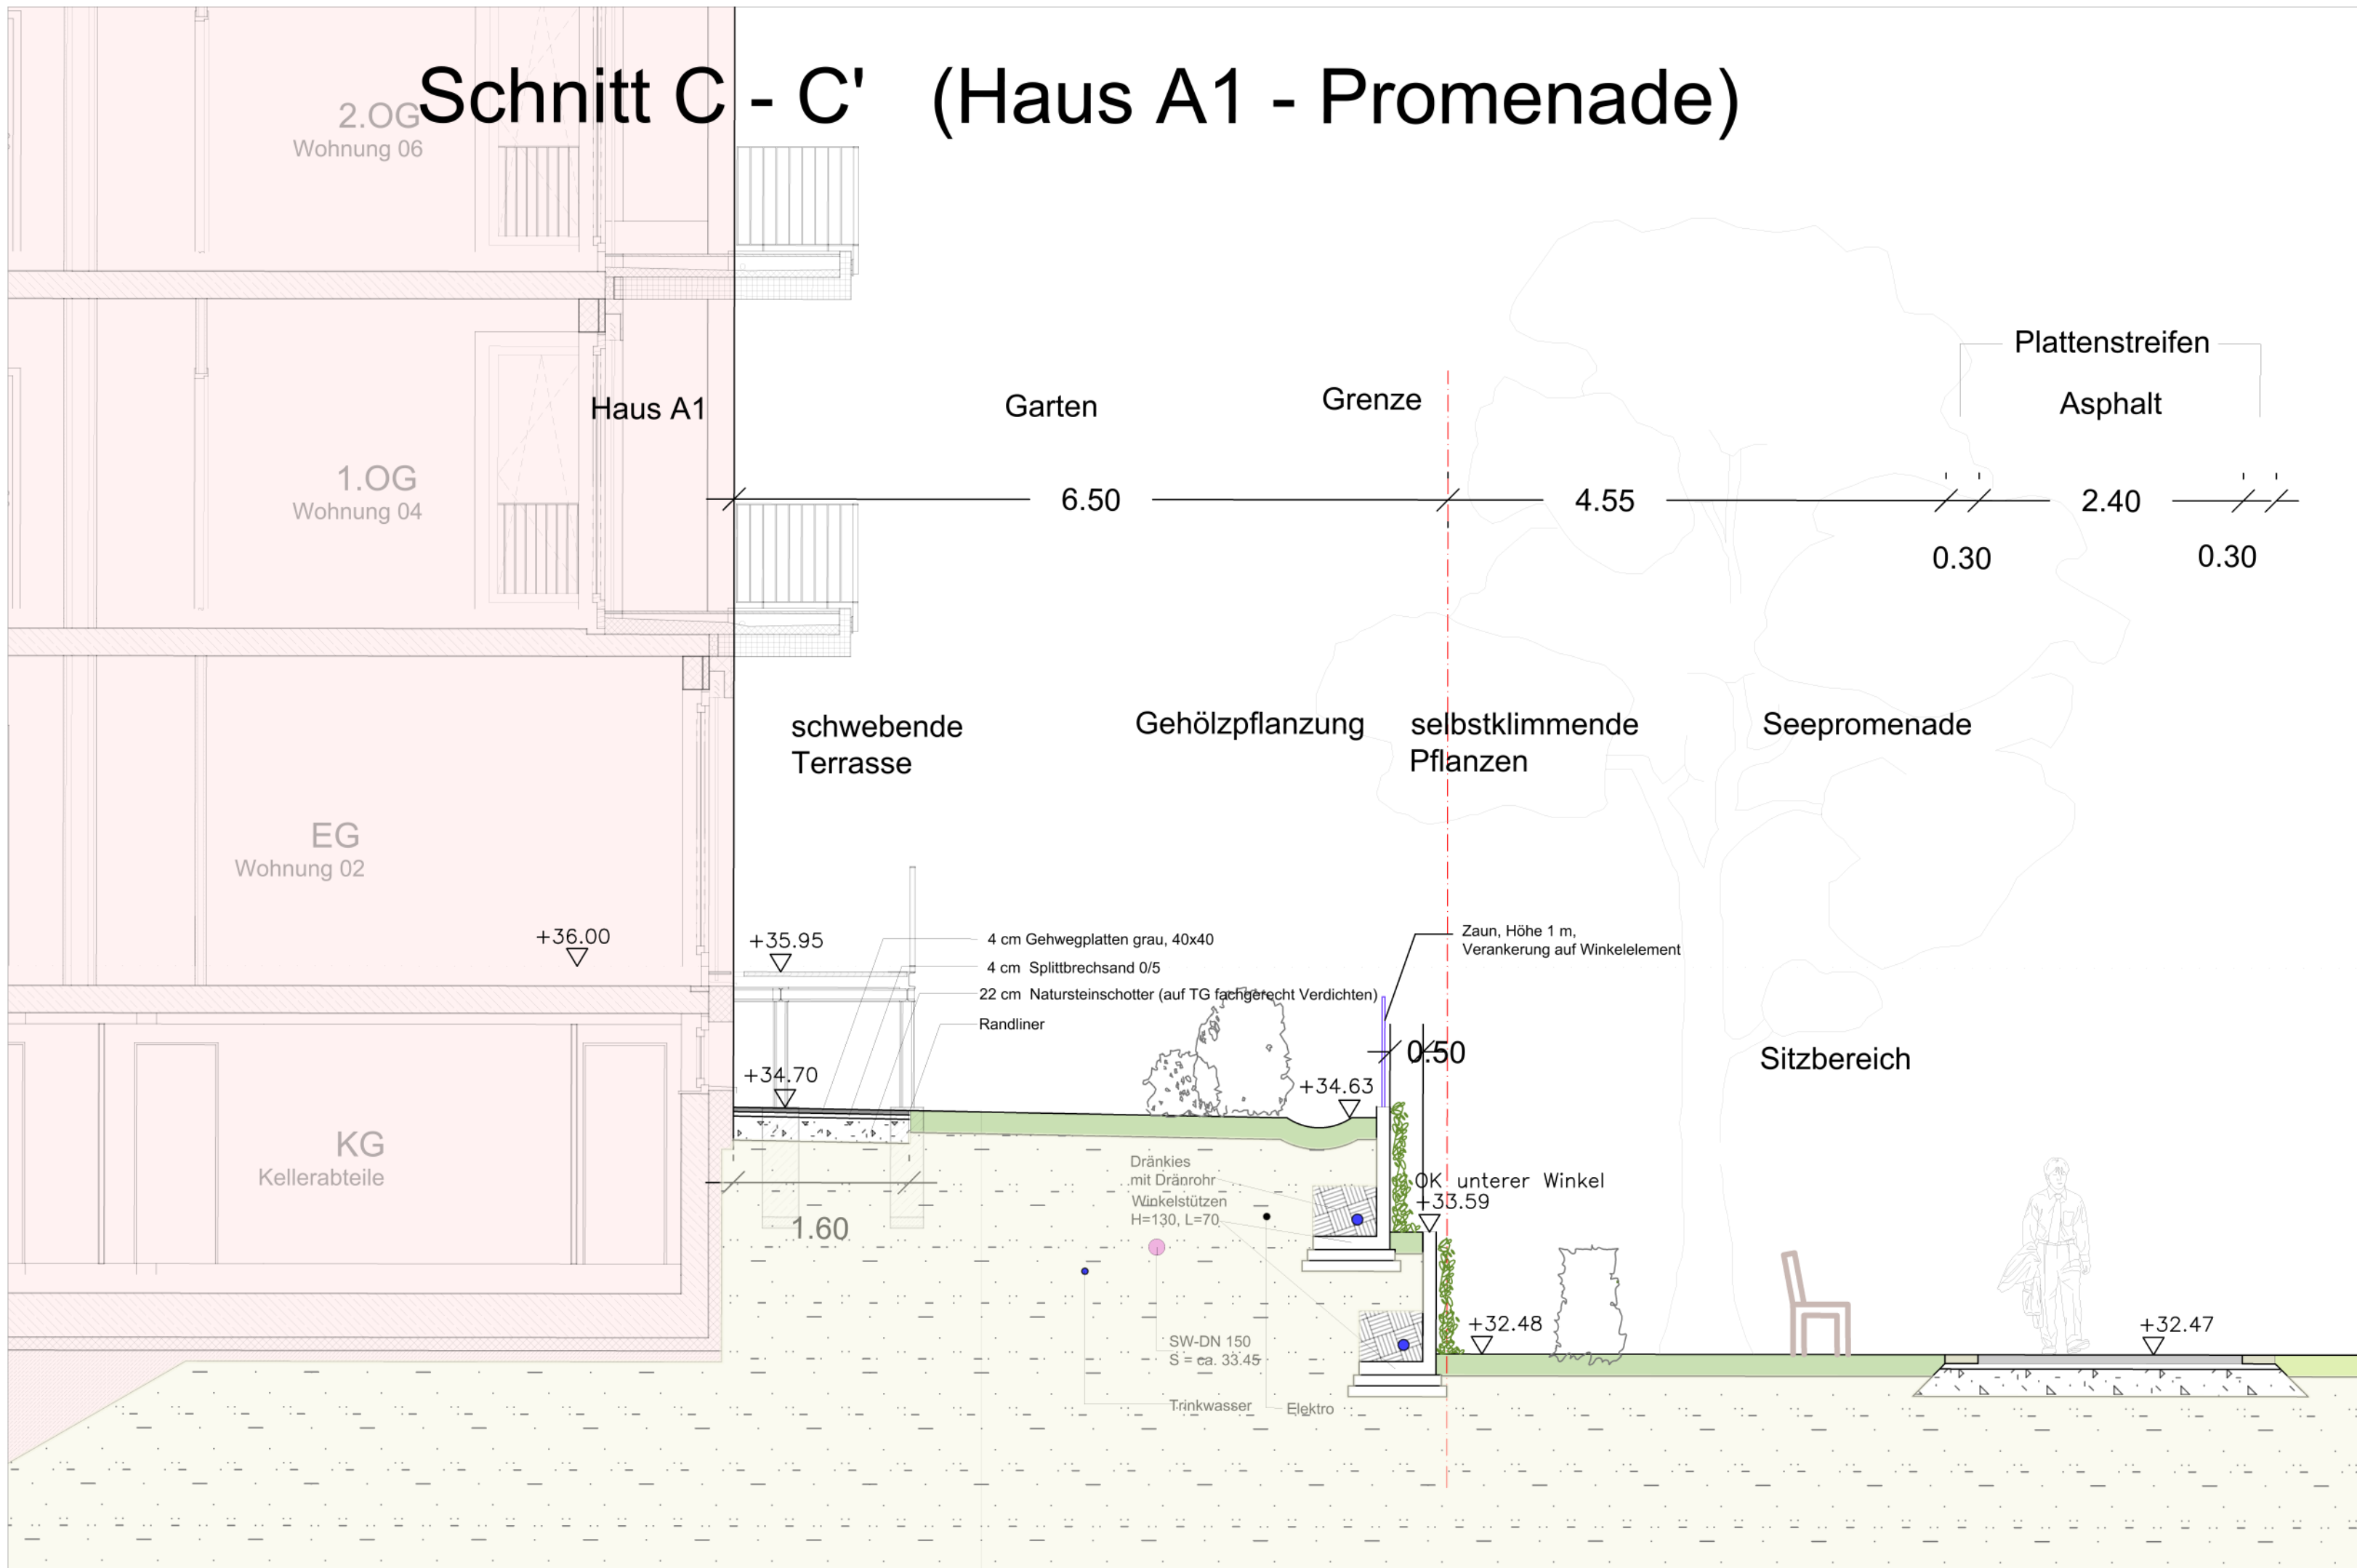 Schnitt C - C' (Haus A1 - Promenade)
2.OG
Wohnung 06
Plattenstreifen
Haus A1
Garten
Grenze
Asphalt
1.OG
Wohnung 04
6.50
4.55
2.40
0.30
0.30
schwebende
Terrasse
Gehölzpflanzung
selbstklimmende
Pflanzen
Seepromenade
EG
Wohnung 02
+36.00
+35.95
4 cm Gehwegplatten grau, 40x40
4 cm Splittbrechsand 0/5
22 cm Natursteinschotter (auf TG fachgerecht Verdichten)
Randliner
Zaun, Höhe 1 m,
Verankerung auf Winkelelement
0.50
Sitzbereich
+34.70
+34.63
KG
Kellerabteile
Dränkies
mit Dränrohr
Winkelstützen
H=130, L=70
OK unterer Winkel
+33.59
1.60
+32.48
+32.47
SW-DN 150
S = ca. 33.45
Trinkwasser
Elektro